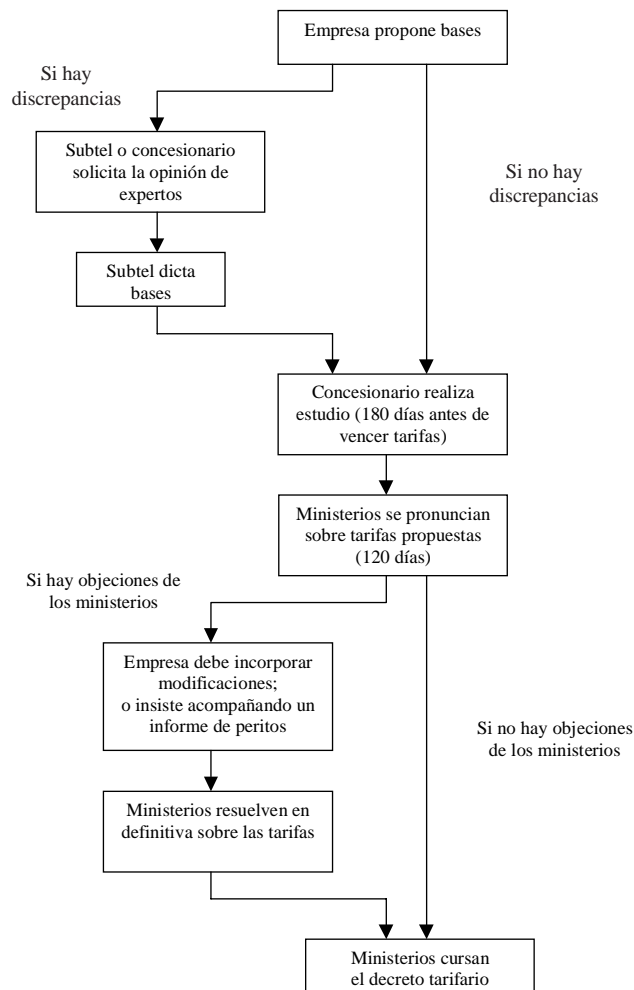 Empresa propone bases
Si hay
discrepancias
Subtel o concesionario
solicita la opinión de
expertos
Si no hay
discrepancias
Subtel dicta
bases
Concesionario realiza
estudio (180 días antes de
vencer tarifas)
Ministerios se pronuncian
sobre tarifas propuestas
(120 días)
Si hay objeciones de
los ministerios
Empresa debe incorporar
modificaciones;
o insiste acompañando un
informe de peritos
Si no hay objeciones
de los ministerios
Ministerios resuelven en
definitiva sobre las tarifas
Ministerios cursan
el decreto tarifario